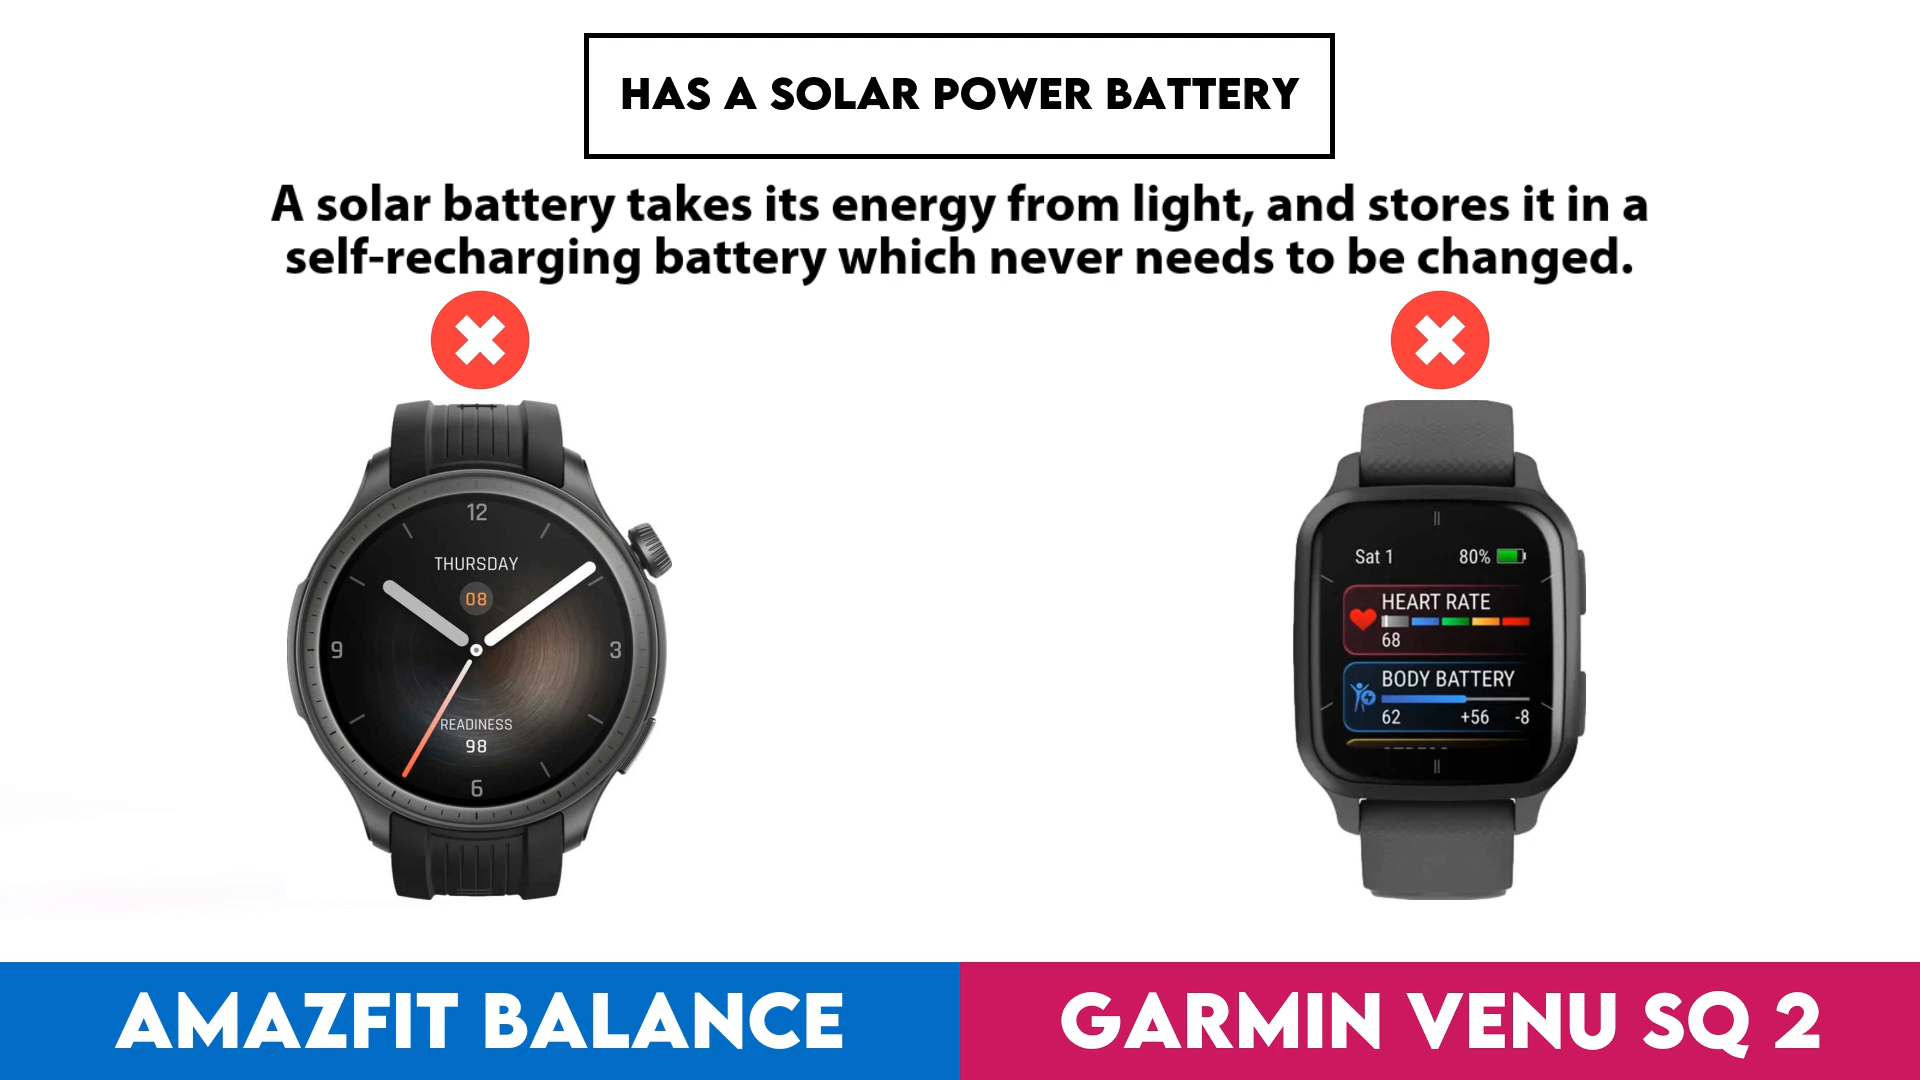 HAS A SOLAR POWER BATTERY
A solar battery takes its energy from light, and stores it in a
self-recharging battery which never needs to be changed.
12
THURSDAY
08
9
3
READINESS
98
6
Sat 1 80%
HEART RATE
68
BODY BATTERY
62 +56 -8
AMAZFIT BALANCE
GARMIN VENU SQ 2